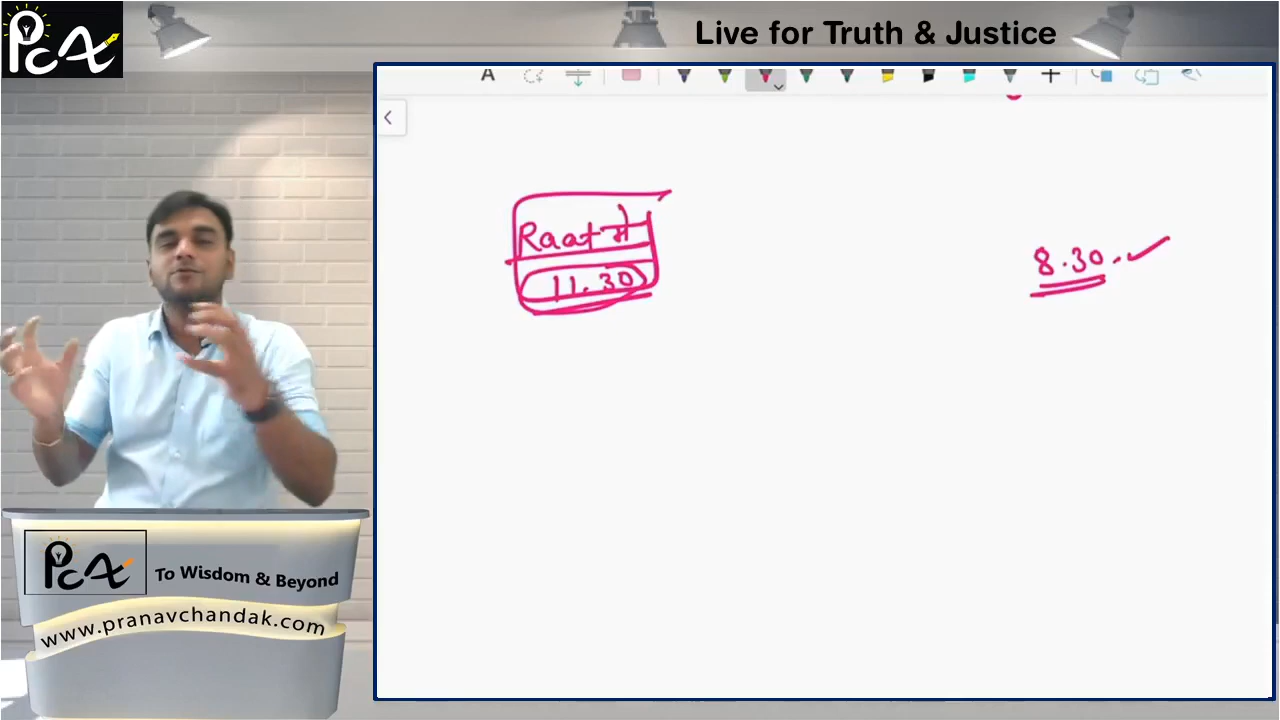 PCA
Live for Truth & Justice
A
Raat में
11.30
8.30.
PCA
To Wisdom & Beyond
www.pranavchandak.com